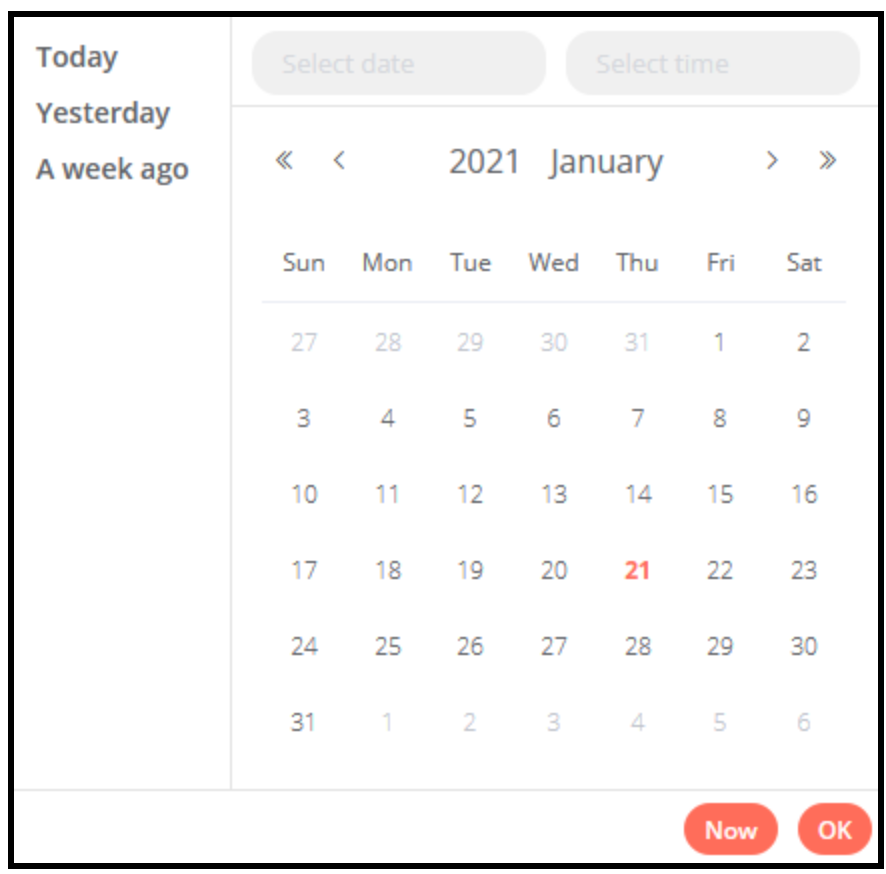 Today
Yesterday
A week ago
Select date Select time
« ‹ 2021 January › »
Sun Mon Tue Wed Thu Fri Sat
27 28 29 30 31 1 2
3 4 5 6 7 8 9
10 11 12 13 14 15 16
17 18 19 20 21 22 23
24 25 26 27 28 29 30
31 1 2 3 4 5 6
Now OK